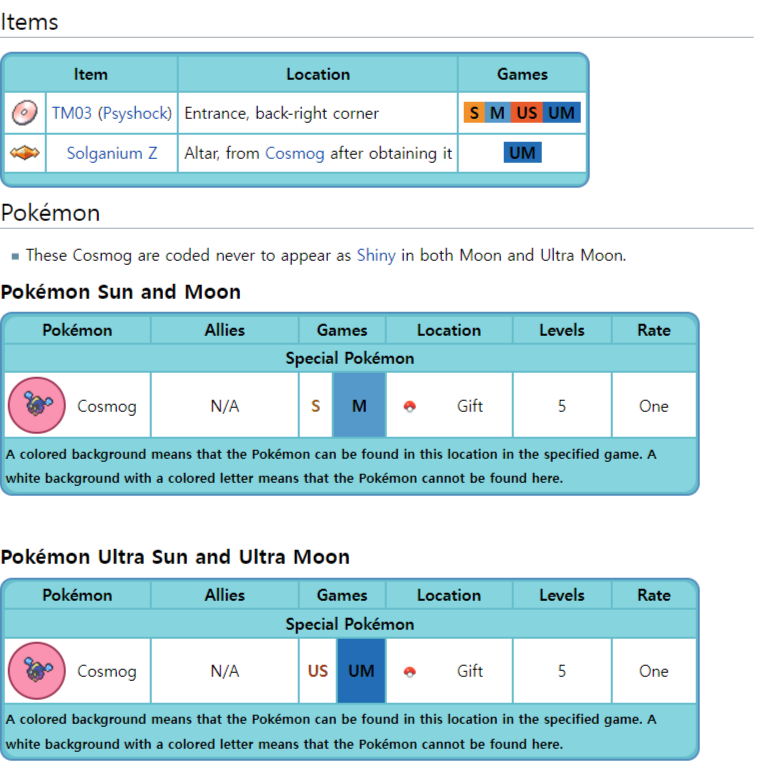 Items
Item Location Games
TM03 (Psyshock) Entrance, back-right corner S M US UM
Solganium Z Altar, from Cosmog after obtaining it UM
Pokémon
These Cosmog are coded never to appear as Shiny in both Moon and Ultra Moon.
Pokémon Sun and Moon
Pokémon Allies Games Location Levels Rate
Special Pokémon
Cosmog N/A S M Gift 5 One
A colored background means that the Pokémon can be found in this location in the specified game. A
white background with a colored letter means that the Pokémon cannot be found here.
Pokémon Ultra Sun and Ultra Moon
Pokémon Allies Games Location Levels Rate
Special Pokémon
Cosmog N/A US UM Gift 5 One
A colored background means that the Pokémon can be found in this location in the specified game. A
white background with a colored letter means that the Pokémon cannot be found here.